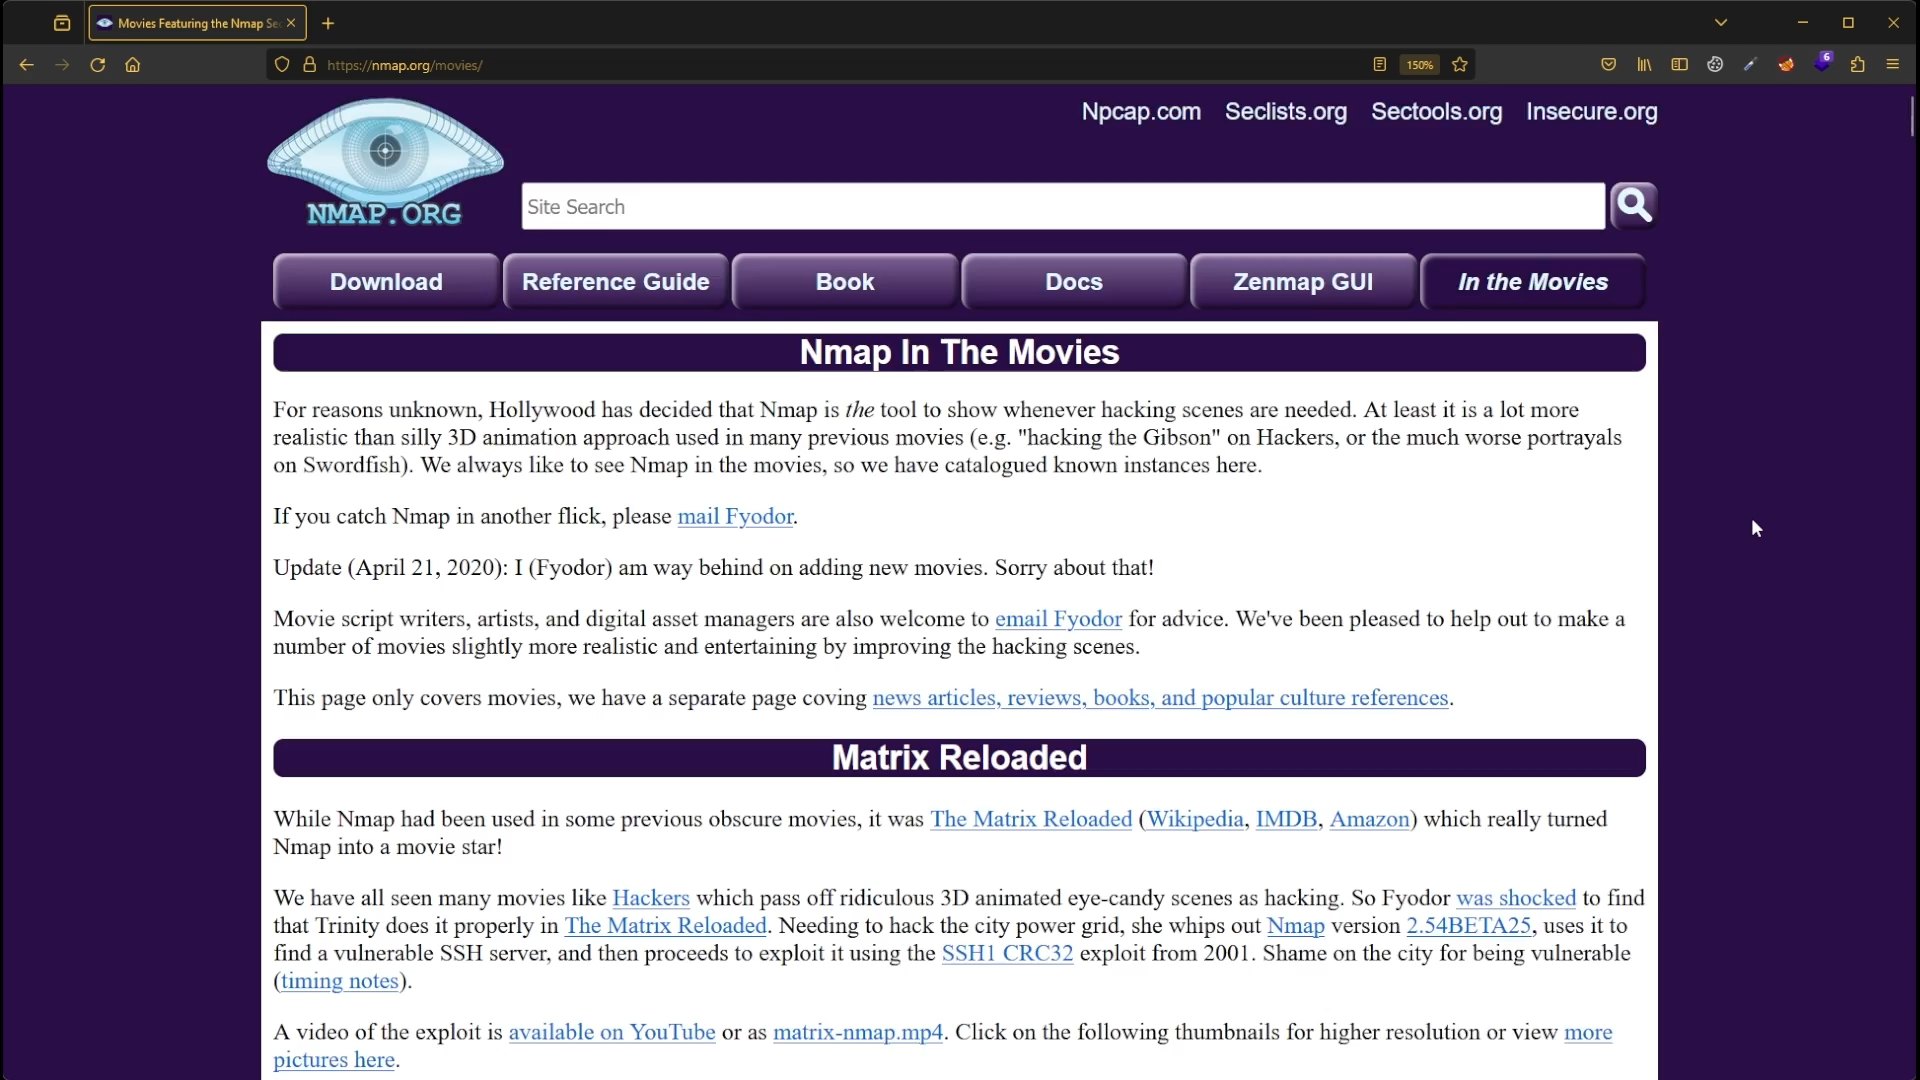 Movies Featuring the Nmap Se
https://nmap.org/movies/
150%
6
Npcap.com Seclists.org Sectools.org Insecure.org
NMAP.ORG
Site Search
Download Reference Guide Book Docs Zenmap GUI In the Movies
Nmap In The Movies
For reasons unknown, Hollywood has decided that Nmap is the tool to show whenever hacking scenes are needed. At least it is a lot more
realistic than silly 3D animation approach used in many previous movies (e.g. "hacking the Gibson" on Hackers, or the much worse portrayals
on Swordfish). We always like to see Nmap in the movies, so we have catalogued known instances here.
If you catch Nmap in another flick, please mail Fyodor.
Update (April 21, 2020): I (Fyodor) am way behind on adding new movies. Sorry about that!
Movie script writers, artists, and digital asset managers are also welcome to email Fyodor for advice. We've been pleased to help out to make a
number of movies slightly more realistic and entertaining by improving the hacking scenes.
This page only covers movies, we have a separate page coving news articles, reviews, books, and popular culture references.
Matrix Reloaded
While Nmap had been used in some previous obscure movies, it was The Matrix Reloaded (Wikipedia, IMDB, Amazon) which really turned
Nmap into a movie star!
We have all seen many movies like Hackers which pass off ridiculous 3D animated eye-candy scenes as hacking. So Fyodor was shocked to find
that Trinity does it properly in The Matrix Reloaded. Needing to hack the city power grid, she whips out Nmap version 2.54BETA25, uses it to
find a vulnerable SSH server, and then proceeds to exploit it using the SSH1 CRC32 exploit from 2001. Shame on the city for being vulnerable
(timing notes).
A video of the exploit is available on YouTube or as matrix-nmap.mp4. Click on the following thumbnails for higher resolution or view more
pictures here.